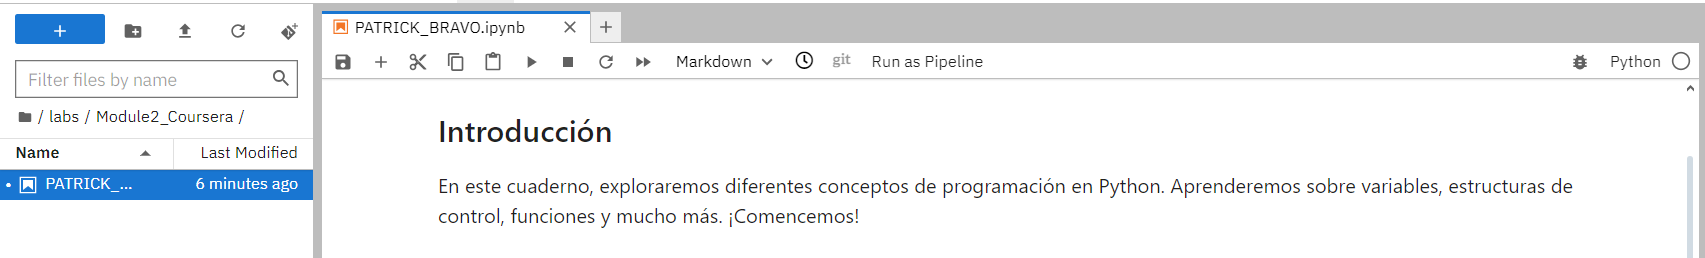 Filter files by name
/ labs / Module2_Coursera /
Name Last Modified
PATRICK_... 6 minutes ago
PATRICK_BRAVO.ipynb
Markdown git Run as Pipeline Python
Introducción
En este cuaderno, exploraremos diferentes conceptos de programación en Python. Aprenderemos sobre variables, estructuras de
control, funciones y mucho más. ¡Comencemos!